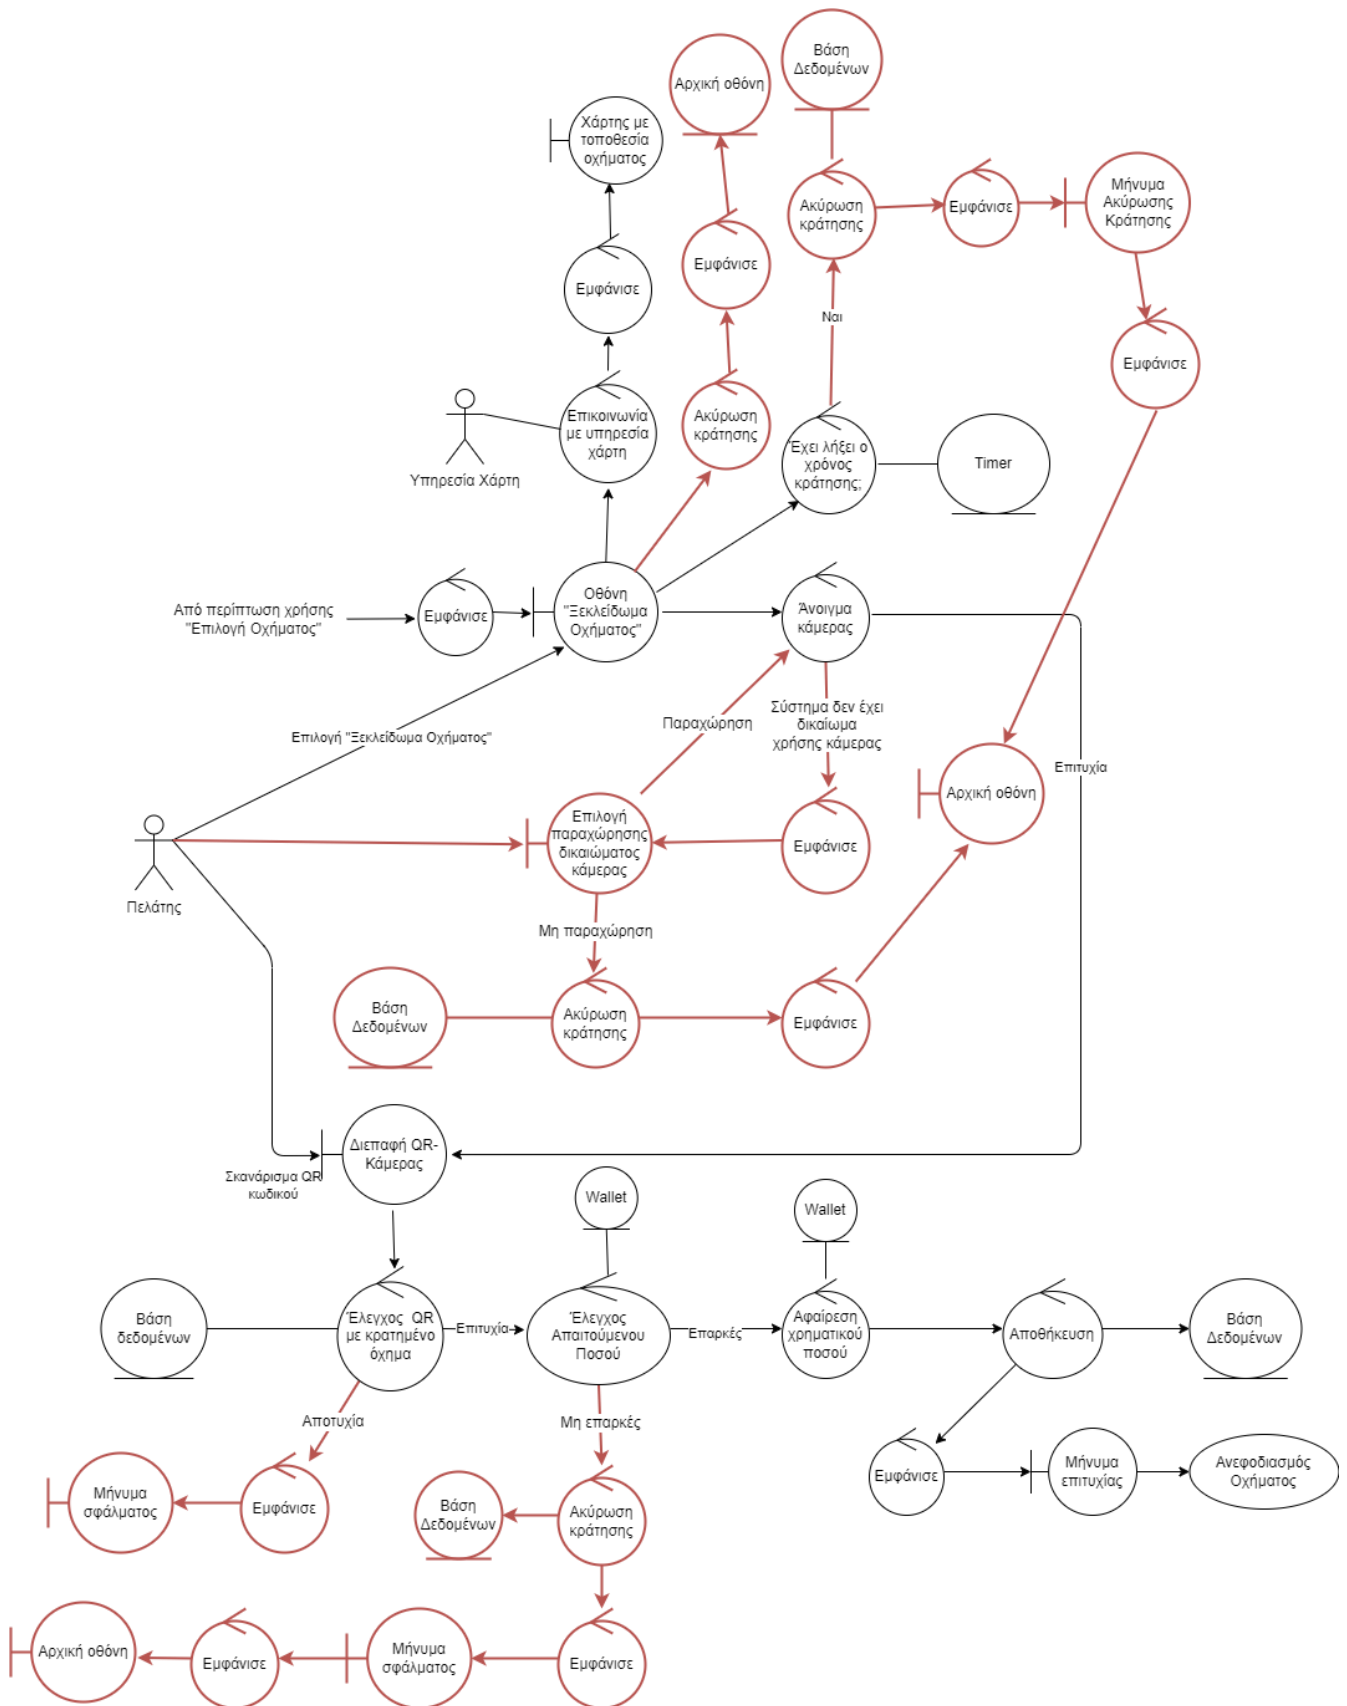 Βάση
Δεδομένων
Αρχική οθόνη
Χάρτης με
τοποθεσία
οχήματος
Ακύρωση
κράτησης
Εμφάνισε
Μήνυμα
Ακύρωσης
Κράτησης
Εμφάνισε
Εμφάνισε
Ναι
Εμφάνισε
Επικοινωνία
με υπηρεσία
χάρτη
Ακύρωση
κράτησης
Έχει λήξει ο
χρόνος
κράτησης;
Timer
Υπηρεσία Χάρτη
Από περίπτωση χρήσης
"Επιλογή Οχήματος"
Εμφάνισε
Οθόνη
"Ξεκλείδωμα
Οχήματος"
Άνοιγμα
κάμερας
Παραχώρηση
Σύστημα δεν έχει
δικαίωμα
χρήσης κάμερας
Επιλογή "Ξεκλείδωμα Οχήματος"
Επιτυχία
Αρχική οθόνη
Επιλογή
παραχώρησης
δικαιώματος
κάμερας
Εμφάνισε
Πελάτης
Μη παραχώρηση
Βάση
Δεδομένων
Ακύρωση
κράτησης
Εμφάνισε
Διεπαφή QR-
Κάμερας
Σκανάρισμα QR
κωδικού
Wallet
Wallet
Βάση
δεδομένων
Έλεγχος QR
με κρατημένο
όχημα
Επιτυχία
Έλεγχος
Απαιτούμενου
Ποσού
Επαρκές
Αφαίρεση
χρηματικού
ποσού
Αποθήκευση
Βάση
Δεδομένων
Αποτυχία
Μη επαρκές
Εμφάνισε
Μήνυμα
επιτυχίας
Ανεφοδιασμός
Οχήματος
Μήνυμα
σφάλματος
Εμφάνισε
Βάση
Δεδομένων
Ακύρωση
κράτησης
Αρχική οθόνη
Εμφάνισε
Μήνυμα
σφάλματος
Εμφάνισε